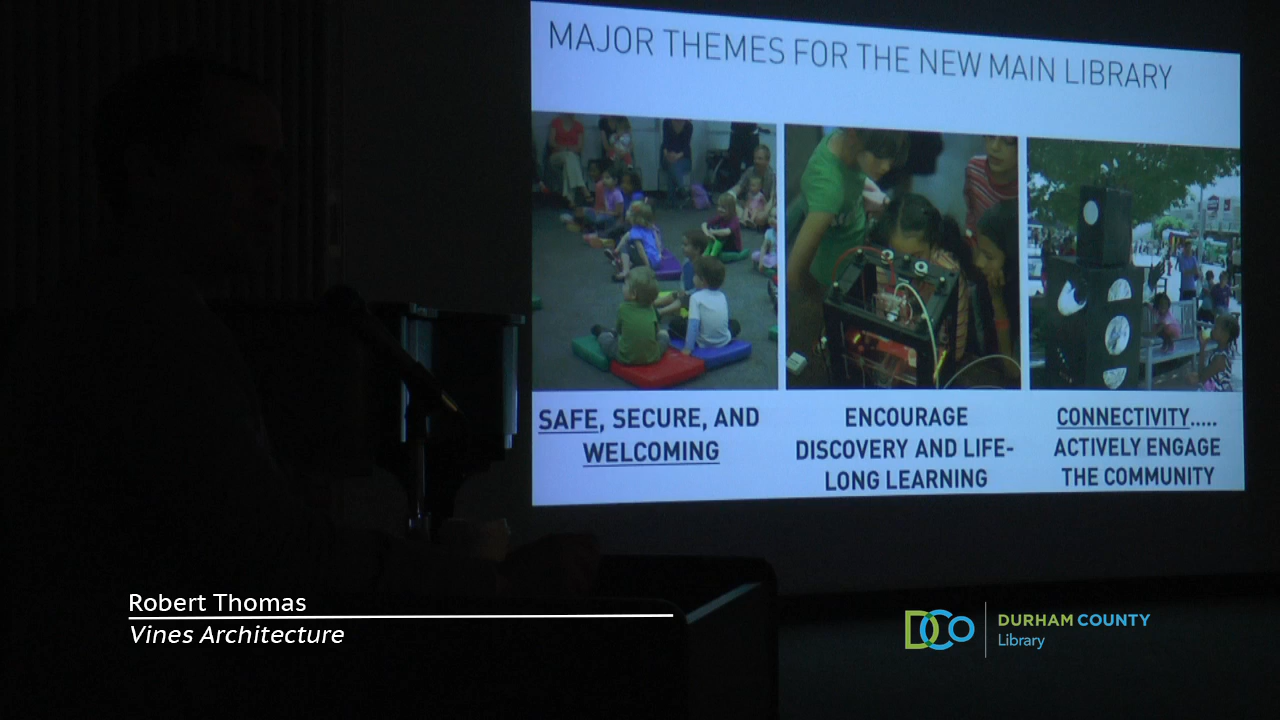 MAJOR THEMES FOR THE NEW MAIN LIBRARY
SAFE, SECURE, AND
WELCOMING
ENCOURAGE
DISCOVERY AND LIFE-
LONG LEARNING
CONNECTIVITY.....
ACTIVELY ENGAGE
THE COMMUNITY
Robert Thomas
Vines Architecture
DCo
DURHAM COUNTY
Library